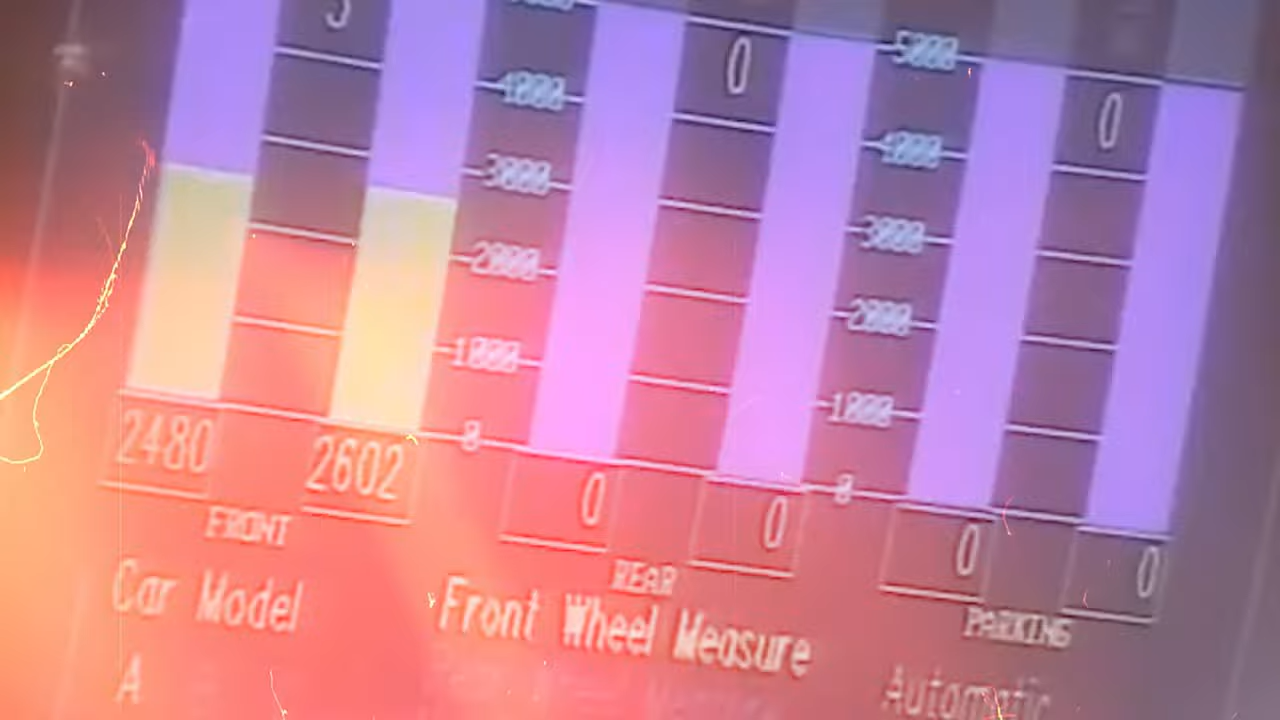 5
0
5000
0
4000
4000
3000
3000
2000
2000
1000
1000
0
0
2480
2602
0
0
0
0
FRONT
REAR
PARKING
Car Model
Front Wheel Measure
Automatic
A